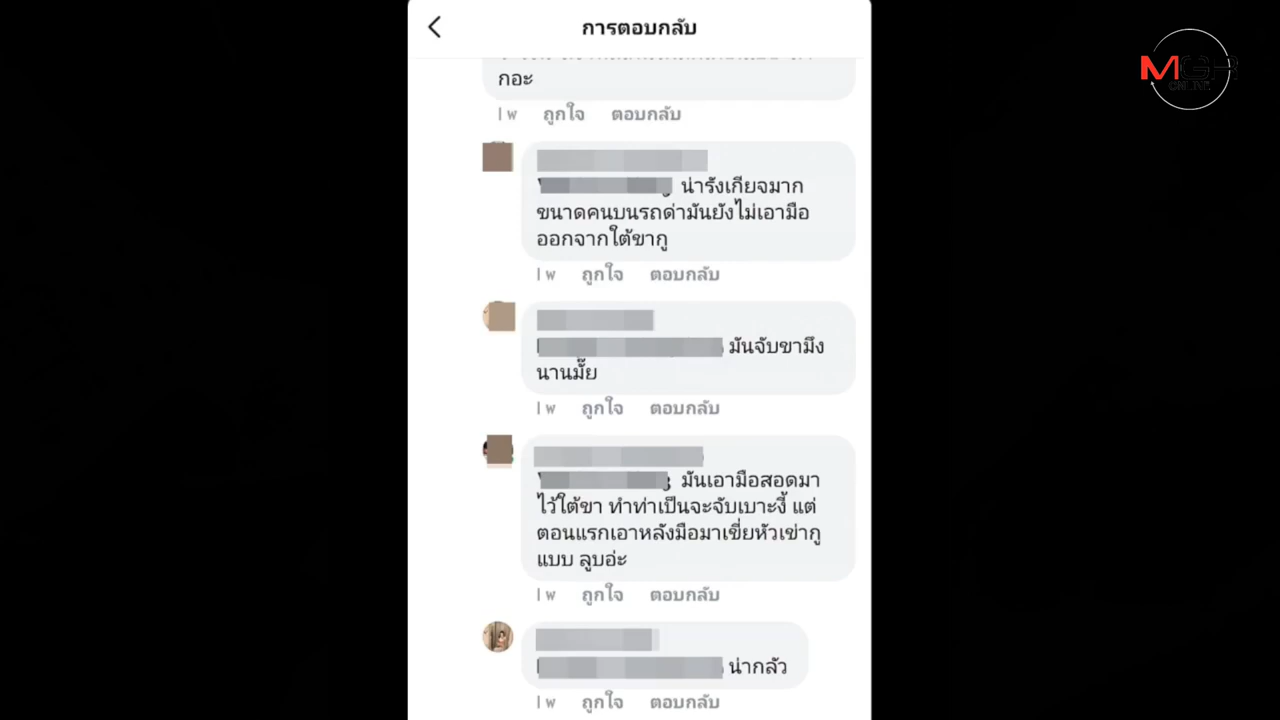 การตอบกลับ
MGR
ONLINE
กอะ
1 w ถูกใจ ตอบกลับ
น่ารังเกียจมาก
ขนาดคนบนรถด่ามันยังไม่เอามือ
ออกจากใต้ขากู
1 w ถูกใจ ตอบกลับ
มันจับขามึง
นานมั๊ย
1 w ถูกใจ ตอบกลับ
มันเอามือสอดมา
ไว้ใต้ขา ทำท่าเป็นจะจับเบาะงี้ แต่
ตอนแรกเอาหลังมือมาเขี่ยหัวเข่ากู
แบบ ลูบอ่ะ
1 w ถูกใจ ตอบกลับ
น่ากลัว
1 w ถูกใจ ตอบกลับ